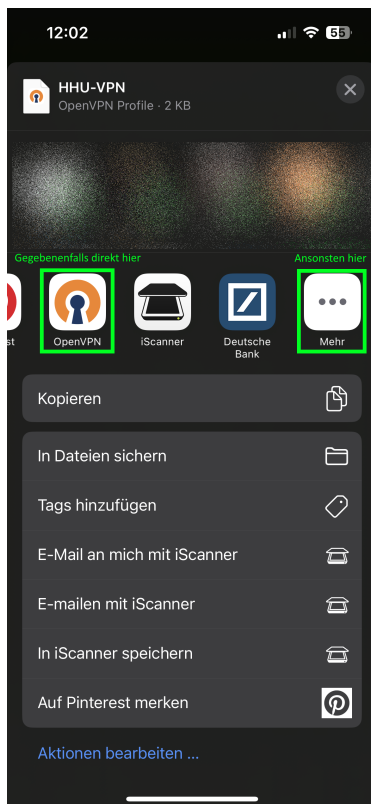 12:02
55
HHU-VPN
OpenVPN Profile · 2 KB
Gegebenenfalls direkt hier
Ansonsten hier
st
OpenVPN
iScanner
Deutsche
Bank
Mehr
Kopieren
In Dateien sichern
Tags hinzufügen
E-Mail an mich mit iScanner
E-mailen mit iScanner
In iScanner speichern
Auf Pinterest merken
Aktionen bearbeiten ...